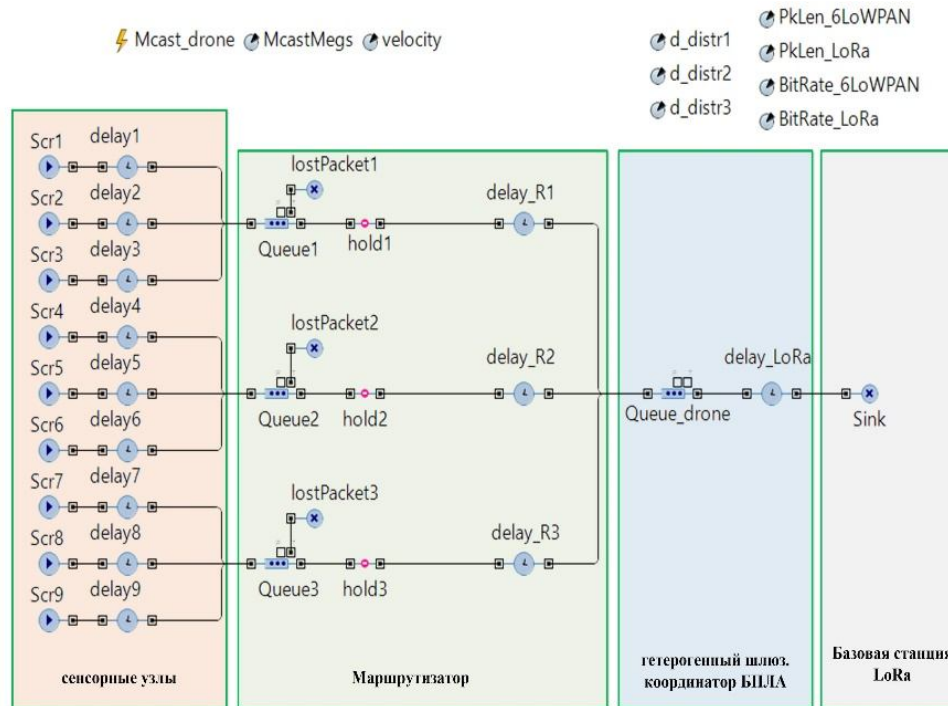 Mcast_drone McastMegs velocity
d_distr1
d_distr2
d_distr3
PkLen_6LoWPAN
PkLen_LoRa
BitRate_6LoWPAN
BitRate_LoRa
Scr1 delay1
Scr2 delay2
Scr3 delay3
Scr4 delay4
Scr5 delay5
Scr6 delay6
Scr7 delay7
Scr8 delay8
Scr9 delay9
сенсорные узлы
lostPacket1
Queue1 hold1 delay_R1
lostPacket2
Queue2 hold2 delay_R2
lostPacket3
Queue3 hold3 delay_R3
Маршрутизатор
Queue_drone delay_LoRa
гетерогенный шлюз.
координатор БПЛА
Sink
Базовая станция
LoRa